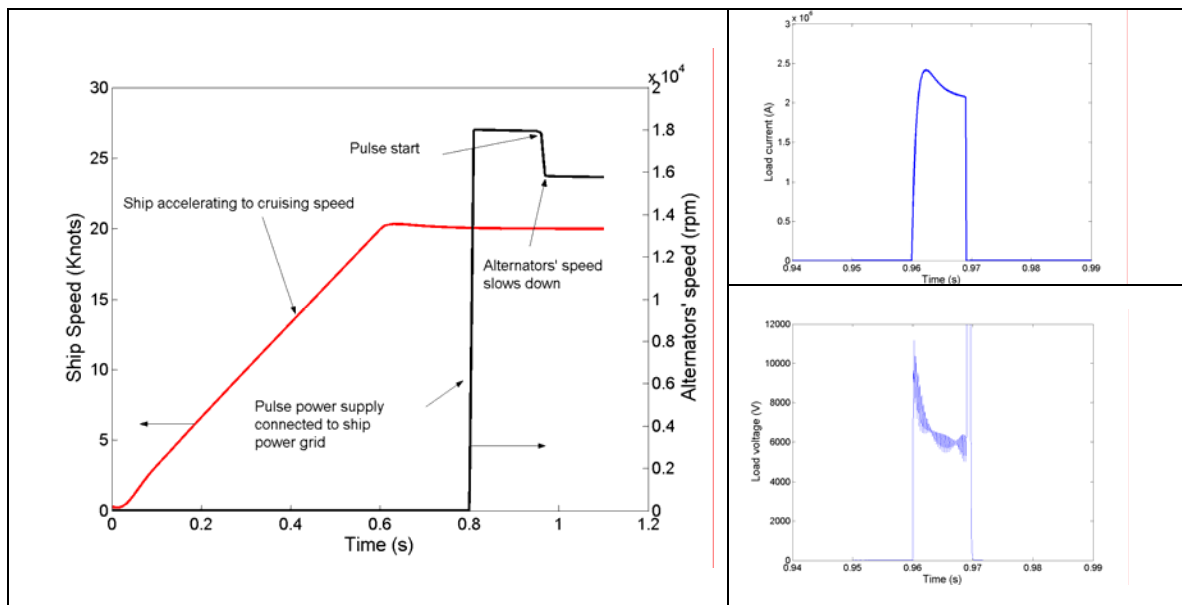 x 10^4
30
25
20
15
10
5
0
Ship Speed (Knots)
2
1.8
1.6
1.4
1.2
1
0.8
0.6
0.4
0.2
0
Alternators' speed (rpm)
Pulse start
Ship accelerating to cruising speed
Alternators' speed
slows down
Pulse power supply
connected to ship
power grid
0 0.2 0.4 0.6 0.8 1 1.2
Time (s)
x 10^6
3
2.5
2
1.5
1
0.5
0
Load current (A)
0.94 0.95 0.96 0.97 0.98 0.99
Time (s)
12000
10000
8000
6000
4000
2000
0
Load voltage (V)
0.94 0.95 0.96 0.97 0.98 0.99
Time (s)